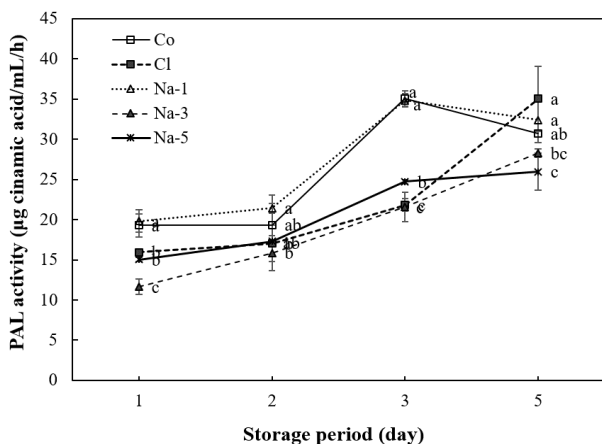 45
40
35
30
25
20
15
10
5
0
PAL activity (µg cinamic acid/mL/h)
Co
Cl
Na-1
Na-3
Na-5
a
b
b
c
a
ab
ab
b
a
a
b
c
c
a
a
ab
bc
c
1
2
3
5
Storage period (day)